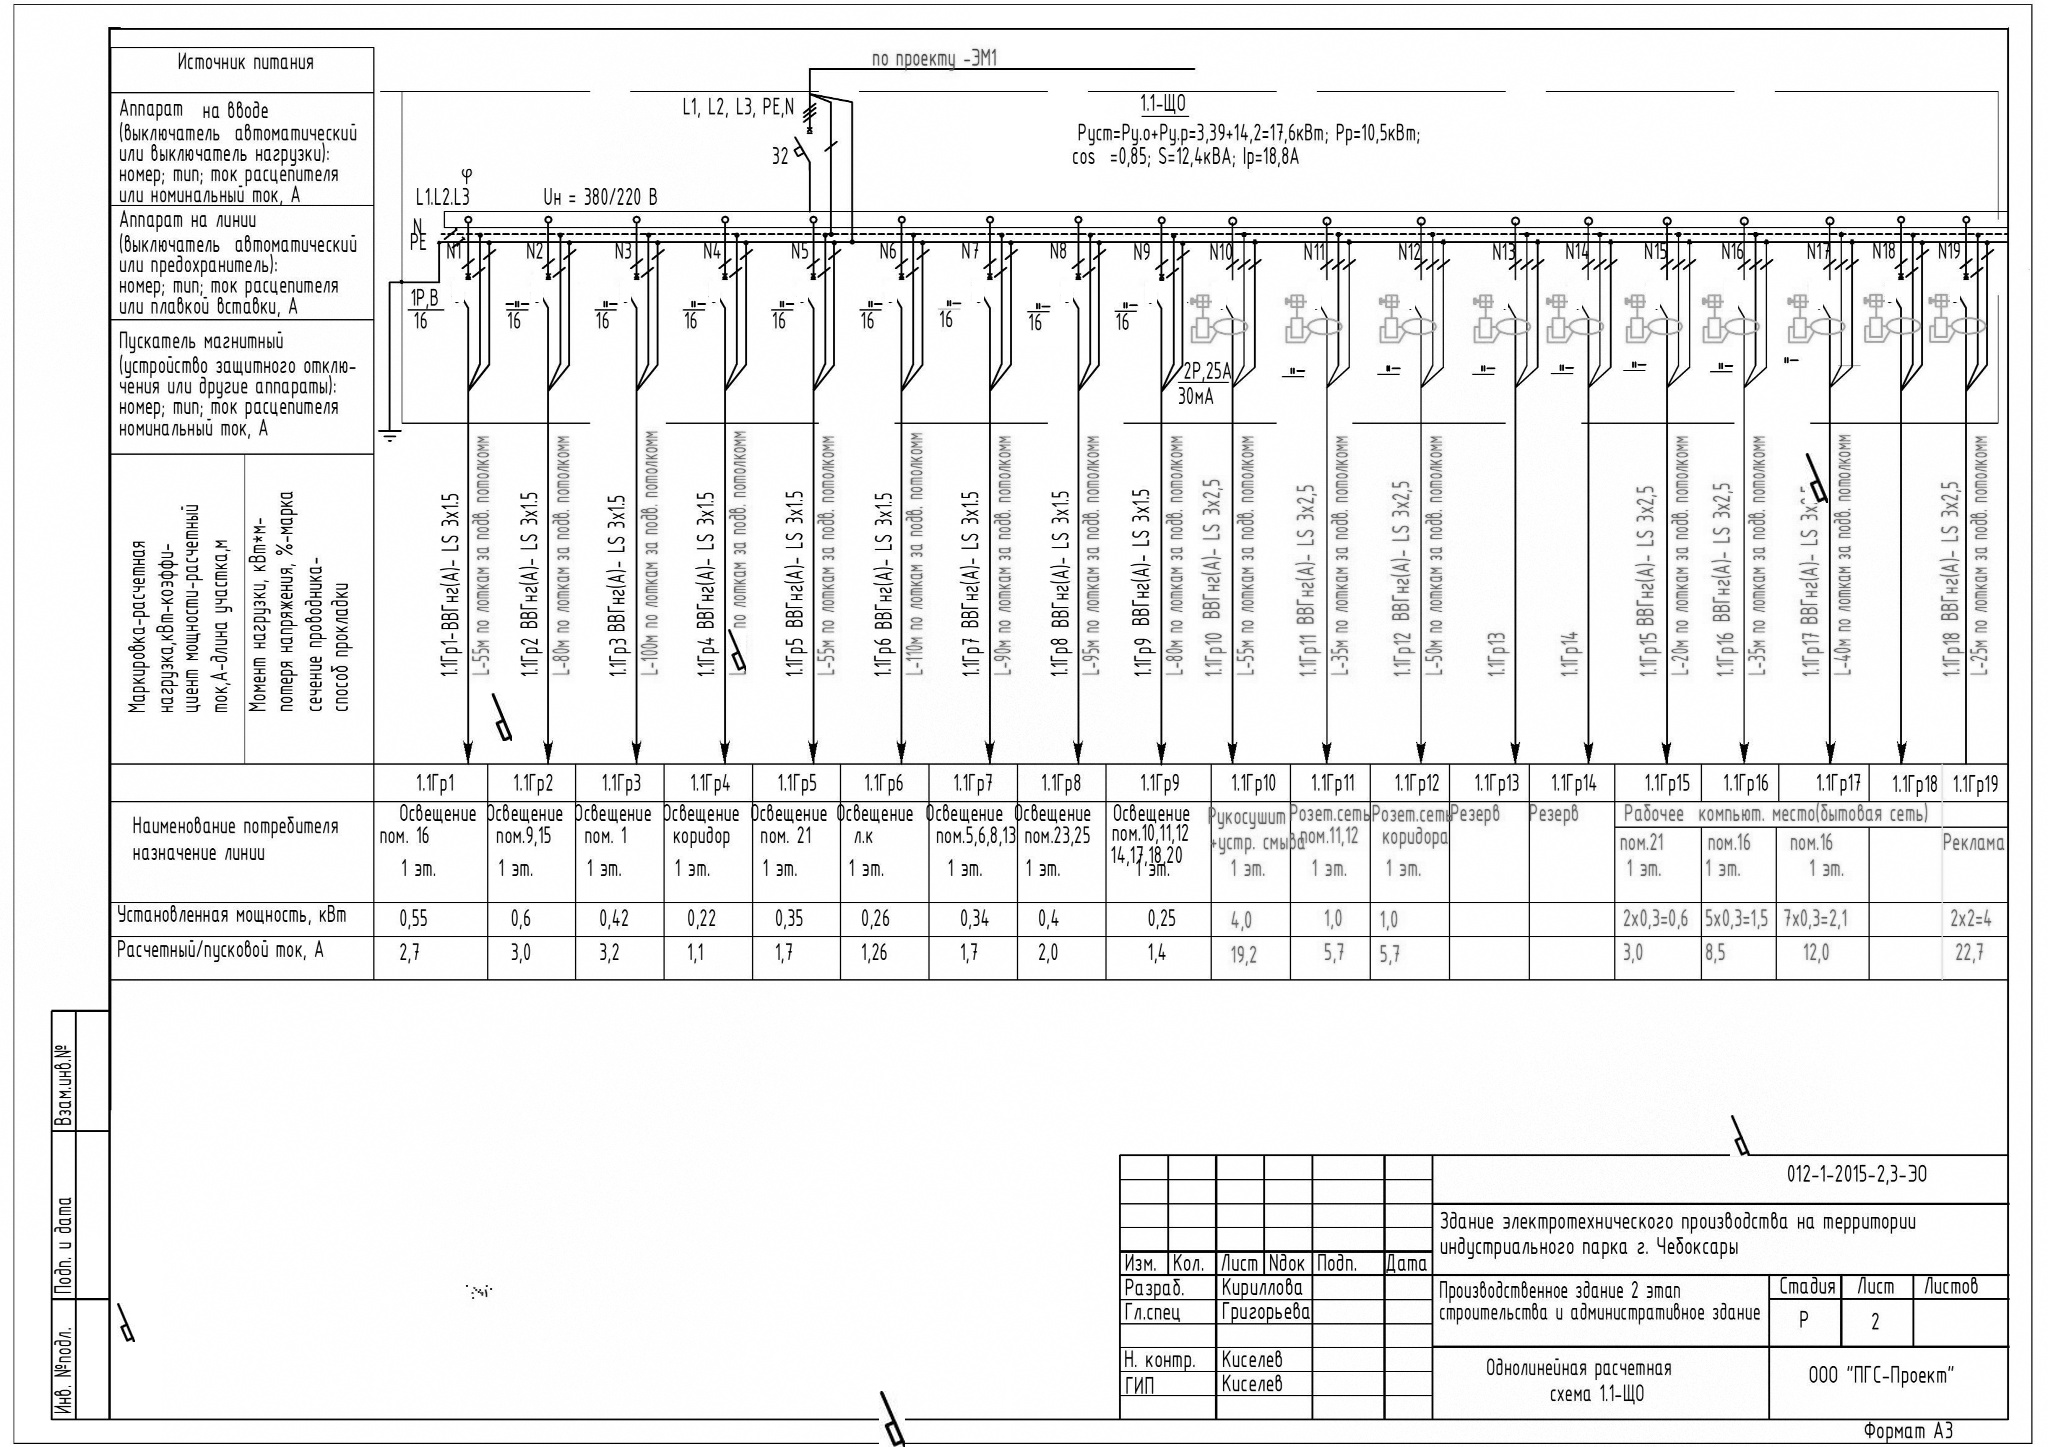 Источник питания
Аппарат на вводе
(выключатель автоматический
или выключатель нагрузки):
номер; тип; ток расцепителя
или номинальный ток, А
Аппарат на линии
(выключатель автоматический
или предохранитель):
номер; тип; ток расцепителя
или плавкой вставки, А
Пускатель магнитный
(устройство защитного отклю-
чения или другие аппараты):
номер; тип; ток расцепителя
номинальный ток, А
Маркировка-расчетная
нагрузка,кВт-коэффи-
циент мощности-расчетный
ток,А-длина участка,м
Момент нагрузки, кВт*м-
потеря напряжения, %-марка
сечение проводника-
способ прокладки
по проекту -ЭМ1
L1, L2, L3, PE,N
32
1.1-ЩО
Руст=Ру.о+Ру.р=3,39+14,2=17,6кВт; Рр=10,5кВт;
cos =0,85; S=12,4кВА; Iр=18,8А
φ
L1.L2.L3
Uн = 380/220 В
N
PE
N1 N2 N3 N4 N5 N6 N7 N8 N9 N10 N11 N12 N13 N14 N15 N16 N17 N18 N19
1Р,В
16
-"- -"- -"- -"- -"- -"- -"- -"-
16 16 16 16 16 16 16 16
2Р,25А
30мА
"- "- "- "- "- "- "-
1.1Гр1-ВВГнг(А)- LS 3х1.5
L-55м по лоткам за подв. потолкомм
1.1Гр2 ВВГнг(А)- LS 3х1.5
L-80м по лоткам за подв. потолкомм
1.1Гр3 ВВГнг(А)- LS 3х1.5
L-100м по лоткам за подв. потолкомм
1.1Гр4 ВВГнг(А)- LS 3х1.5
по лоткам за подв. потолкомм
1.1Гр5 ВВГнг(А)- LS 3х1.5
L-55м по лоткам за подв. потолкомм
1.1Гр6 ВВГнг(А)- LS 3х1.5
L-110м по лоткам за подв. потолкомм
1.1Гр7 ВВГнг(А)- LS 3х1.5
L-90м по лоткам за подв. потолкомм
1.1Гр8 ВВГнг(А)- LS 3х1.5
L-95м по лоткам за подв. потолкомм
1.1Гр9 ВВГнг(А)- LS 3х1.5
L-80м по лоткам за подв. потолкомм
1.1Гр10 ВВГнг(А)- LS 3х2,5
L-55м по лоткам за подв. потолкомм
1.1Гр11 ВВГнг(А)- LS 3х2,5
L-35м по лоткам за подв. потолкомм
1.1Гр12 ВВГнг(А)- LS 3х2,5
L-50м по лоткам за подв. потолкомм
1.1Гр13
1.1Гр14
1.1Гр15 ВВГнг(А)- LS 3х2,5
L-20м по лоткам за подв. потолкомм
1.1Гр16 ВВГнг(А)- LS 3х2,5
L-35м по лоткам за подв. потолкомм
1.1Гр17 ВВГнг(А)- LS 3х2,5
L-40м по лоткам за подв. потолкомм
1.1Гр18 ВВГнг(А)- LS 3х2,5
L-25м по лоткам за подв. потолкомм
1.1Гр1 1.1Гр2 1.1Гр3 1.1Гр4 1.1Гр5 1.1Гр6 1.1Гр7 1.1Гр8 1.1Гр9 1.1Гр10 1.1Гр11 1.1Гр12 1.1Гр13 1.1Гр14 1.1Гр15 1.1Гр16 1.1Гр17 1.1Гр18 1.1Гр19
Наименование потребителя
назначение линии
Освещение
пом. 16
1 эт.
Освещение
пом.9,15
1 эт.
Освещение
пом. 1
1 эт.
Освещение
коридор
1 эт.
Освещение
пом. 21
1 эт.
Освещение
л.к
1 эт.
Освещение
пом.5,6,8,13
1 эт.
Освещение
пом.23,25
1 эт.
Освещение
пом.10,11,12
14,17,18,20
1 эт.
Рукосушит
+устр. смыва
1 эт.
Розет.сеть
пом.11,12
1 эт.
Розет.сеть
коридора
1 эт.
Резерв
Резерв
Рабочее компьют. место(бытовая сеть)
пом.21
1 эт.
пом.16
1 эт.
пом.16
1 эт.
Реклама
Установленная мощность, кВт
0,55 0,6 0,42 0,22 0,35 0,26 0,34 0,4 0,25 4,0 1,0 1,0 2х0,3=0,6 5х0,3=1,5 7х0,3=2,1 2х2=4
Расчетный/пусковой ток, А
2,7 3,0 3,2 1,1 1,7 1,26 1,7 2,0 1,4 19,2 5,7 5,7 3,0 8,5 12,0 22,7
Взам.инв.№
Подп. и дата
Инв. №подл.
012-1-2015-2,3-ЭО
Здание электротехнического производства на территории
индустриального парка г. Чебоксары
Изм. Кол. Лист Nдок Подп. Дата
Разраб. Кириллова
Гл.спец Григорьева
Н. контр. Киселев
ГИП Киселев
Производственное здание 2 этап
строительства и административное здание
Стадия Лист Листов
Р 2
Однолинейная расчетная
схема 1.1-ЩО
ООО "ПГС-Проект"
Формат А3